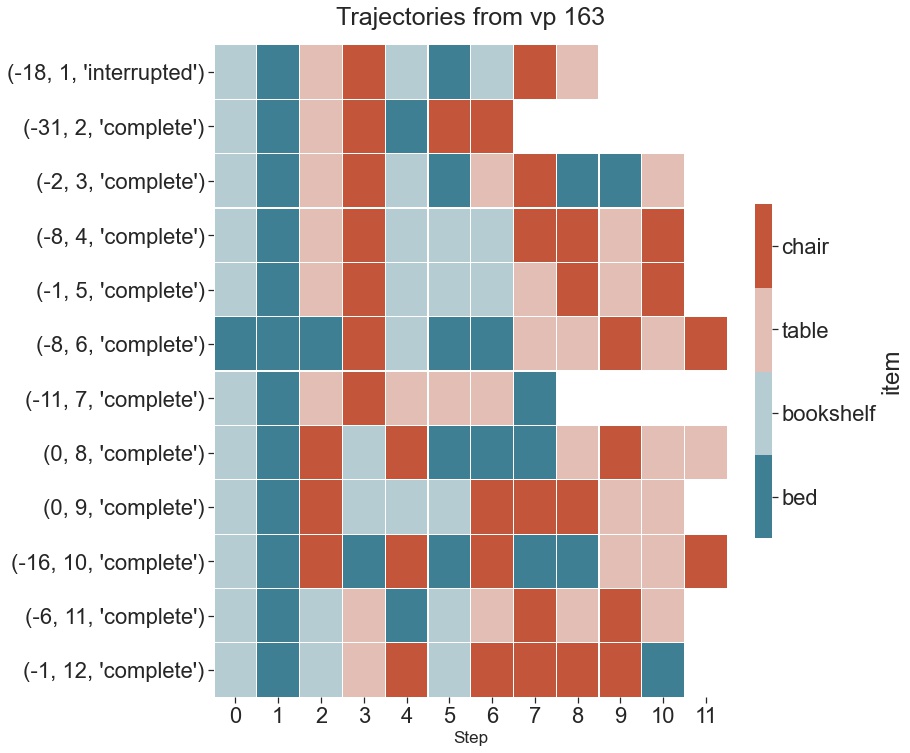 Trajectories from vp 163
(-18, 1, 'interrupted')
(-31, 2, 'complete')
(-2, 3, 'complete')
(-8, 4, 'complete')
(-1, 5, 'complete')
(-8, 6, 'complete')
(-11, 7, 'complete')
(0, 8, 'complete')
(0, 9, 'complete')
(-16, 10, 'complete')
(-6, 11, 'complete')
(-1, 12, 'complete')
0 1 2 3 4 5 6 7 8 9 10 11
Step
chair
table
bookshelf
bed
item